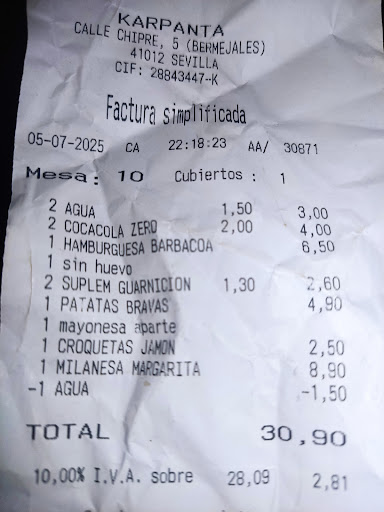 KARPANTA
CALLE CHIPRE, 5 (BERMEJALES)
41012 SEVILLA
CIF: 28843447-K
Factura simplificada
05-07-2025 CA 22:18:23 AA/ 30871
Mesa: 10 Cubiertos : 1
2 AGUA 1,50 3,00
2 COCACOLA ZERO 2,00 4,00
1 HAMBURGUESA BARBACOA 6,50
1 sin huevo
2 SUPLEM GUARNICION 1,30 2,60
1 PATATAS BRAVAS 4,90
1 mayonesa aparte
1 CROQUETAS JAMON 2,50
1 MILANESA MARGARITA 8,90
-1 AGUA -1,50
TOTAL 30,90
10,00% I.V.A. sobre 28,09 2,81